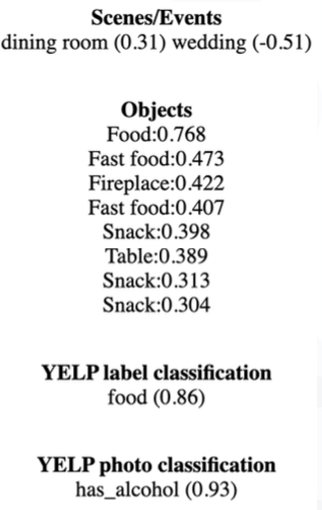 Scenes/Events
dining room (0.31) wedding (-0.51)
Objects
Food:0.768
Fast food:0.473
Fireplace:0.422
Fast food:0.407
Snack:0.398
Table:0.389
Snack:0.313
Snack:0.304
YELP label classification
food (0.86)
YELP photo classification
has_alcohol (0.93)